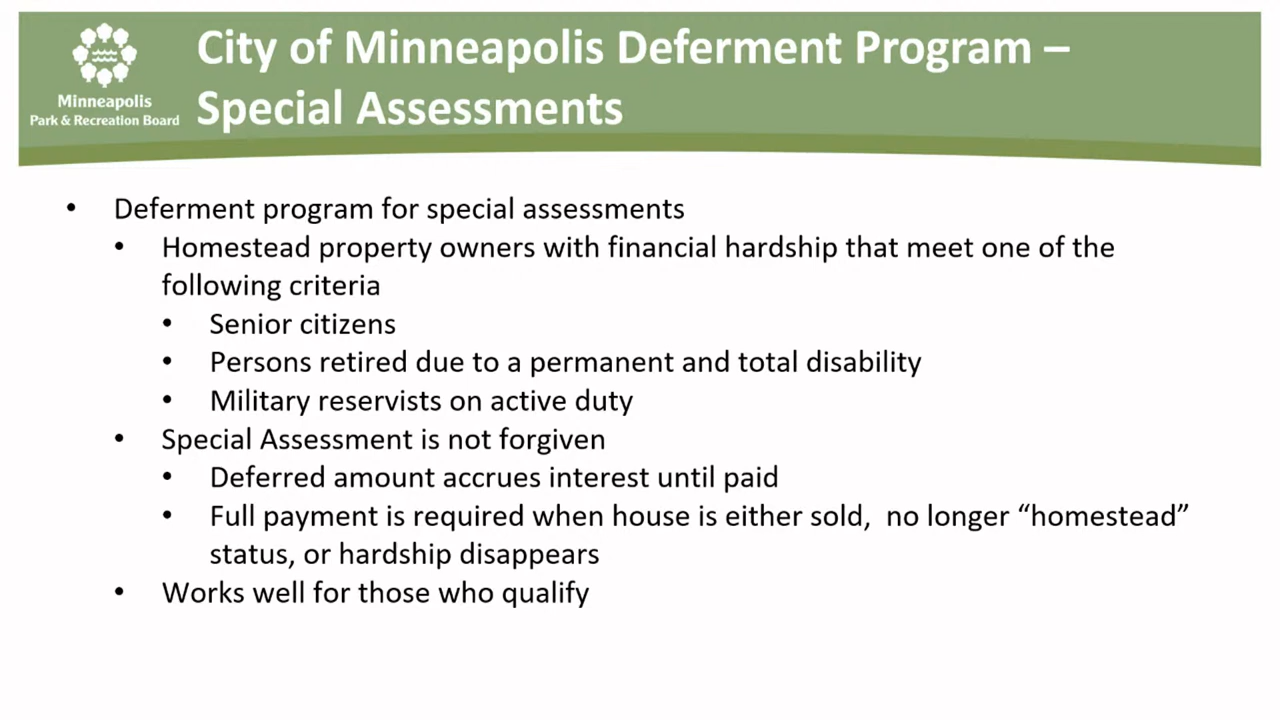 Minneapolis
Park & Recreation Board
City of Minneapolis Deferment Program –
Special Assessments
• Deferment program for special assessments
• Homestead property owners with financial hardship that meet one of the
following criteria
• Senior citizens
• Persons retired due to a permanent and total disability
• Military reservists on active duty
• Special Assessment is not forgiven
• Deferred amount accrues interest until paid
• Full payment is required when house is either sold,  no longer “homestead”
status, or hardship disappears
• Works well for those who qualify